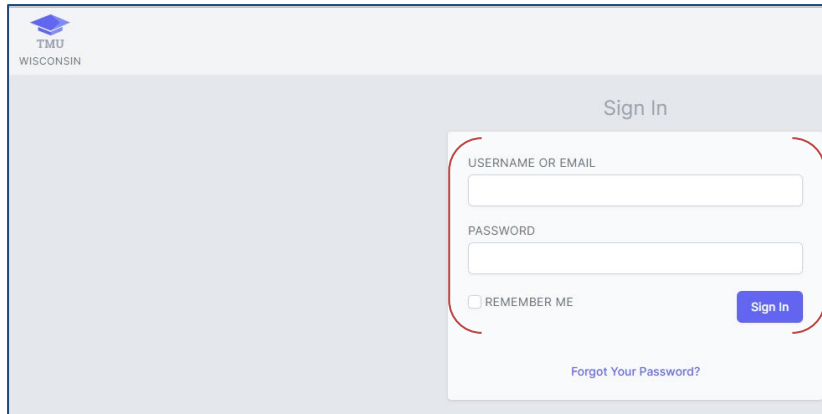 TMU
WISCONSIN
Sign In
USERNAME OR EMAIL
PASSWORD
REMEMBER ME
Sign In
Forgot Your Password?